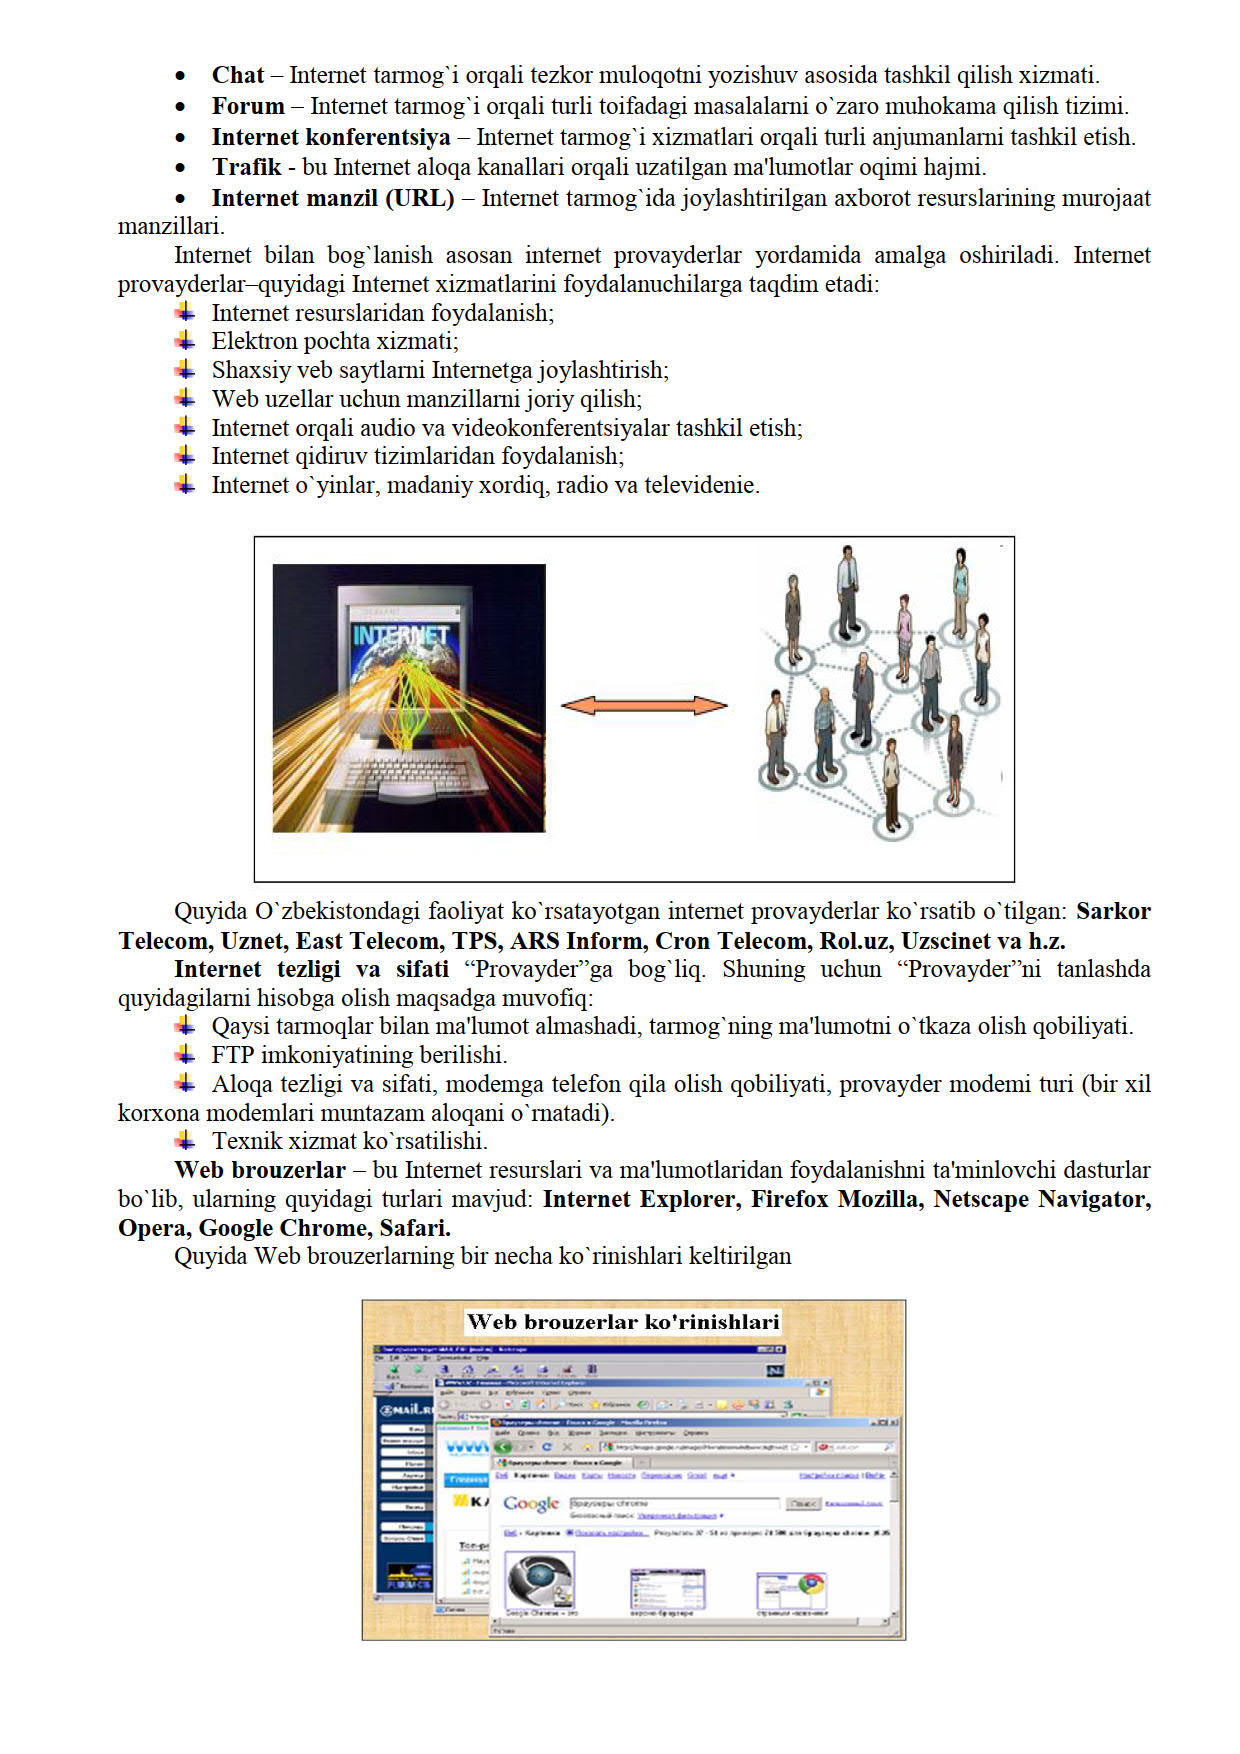 • Chat – Internet tarmog`i orqali tezkor muloqotni yozishuv asosida tashkil qilish xizmati.
• Forum – Internet tarmog`i orqali turli toifadagi masalalarni o`zaro muhokama qilish tizimi.
• Internet konferentsiya – Internet tarmog`i xizmatlari orqali turli anjumanlarni tashkil etish.
• Trafik - bu Internet aloqa kanallari orqali uzatilgan ma'lumotlar oqimi hajmi.
• Internet manzil (URL) – Internet tarmog`ida joylashtirilgan axborot resurslarining murojaat
manzillari.
Internet bilan bog`lanish asosan internet provayderlar yordamida amalga oshiriladi. Internet
provayderlar–quyidagi Internet xizmatlarini foydalanuchilarga taqdim etadi:
Internet resurslaridan foydalanish;
Elektron pochta xizmati;
Shaxsiy veb saytlarni Internetga joylashtirish;
Web uzellar uchun manzillarni joriy qilish;
Internet orqali audio va videokonferentsiyalar tashkil etish;
Internet qidiruv tizimlaridan foydalanish;
Internet o`yinlar, madaniy xordiq, radio va televidenie.
INTERNET
Quyida O`zbekistondagi faoliyat ko`rsatayotgan internet provayderlar ko`rsatib o`tilgan: Sarkor
Telecom, Uznet, East Telecom, TPS, ARS Inform, Cron Telecom, Rol.uz, Uzscinet va h.z.
Internet tezligi va sifati “Provayder”ga bog`liq. Shuning uchun “Provayder”ni tanlashda
quyidagilarni hisobga olish maqsadga muvofiq:
Qaysi tarmoqlar bilan ma'lumot almashadi, tarmog`ning ma'lumotni o`tkaza olish qobiliyati.
FTP imkoniyatining berilishi.
Aloqa tezligi va sifati, modemga telefon qila olish qobiliyati, provayder modemi turi (bir xil
korxona modemlari muntazam aloqani o`rnatadi).
Texnik xizmat ko`rsatilishi.
Web brouzerlar – bu Internet resurslari va ma'lumotlaridan foydalanishni ta'minlovchi dasturlar
bo`lib, ularning quyidagi turlari mavjud: Internet Explorer, Firefox Mozilla, Netscape Navigator,
Opera, Google Chrome, Safari.
Quyida Web brouzerlarning bir necha ko`rinishlari keltirilgan
Web brouzerlar ko'rinishlari
Google браузеры chrome Поиск